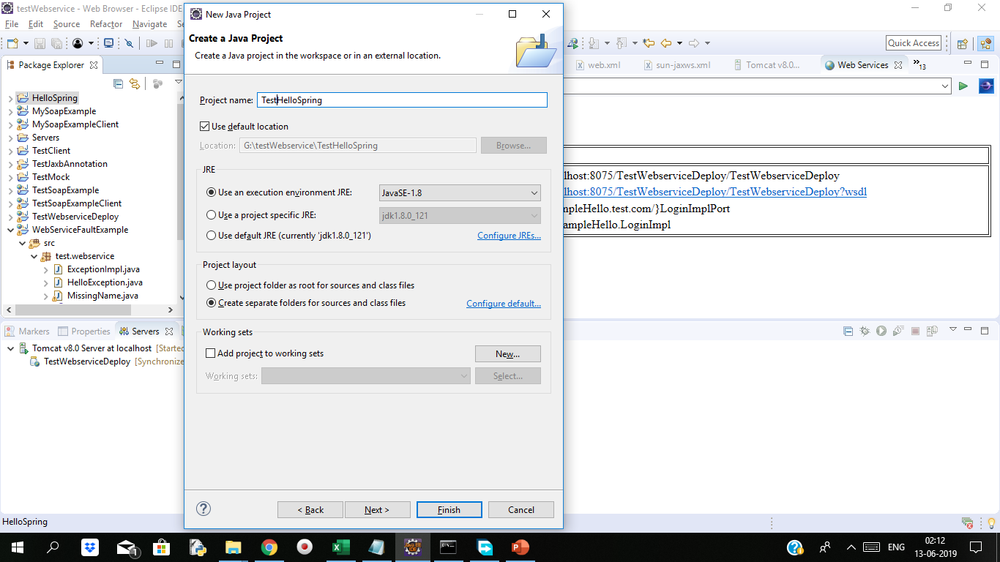 testWebservice - Web Browser - Eclipse IDE
New Java Project
File Edit Source Refactor Navigate Se
Create a Java Project
Create a Java project in the workspace or in an external location.
Quick Access
Package Explorer
web.xml sun-jaxws.xml Tomcat v8.0... Web Services »13
HelloSpring
MySoapExample
MySoapExampleClient
Servers
TestClient
TestJaxbAnnotation
TestMock
TestSoapExample
TestSoapExampleClient
TestWebserviceDeploy
WebServiceFaultExample
src
test.webservice
ExceptionImpl.java
HelloException.java
MissingName.java
Project name: TestHelloSpring
Use default location
Location: G:\testWebservice\TestHelloSpring Browse...
JRE
Use an execution environment JRE: JavaSE-1.8
Use a project specific JRE: jdk1.8.0_121
Use default JRE (currently 'jdk1.8.0_121') Configure JREs...
Project layout
Use project folder as root for sources and class files
Create separate folders for sources and class files Configure default...
Working sets
Add project to working sets New...
Working sets: Select...
< Back Next > Finish Cancel
lhost:8075/TestWebserviceDeploy/TestWebserviceDeploy
lhost:8075/TestWebserviceDeploy/TestWebserviceDeploy?wsdl
mpleHello.test.com/}LoginImplPort
ampleHello.LoginImpl
Markers Properties Servers
Tomcat v8.0 Server at localhost [Started
TestWebserviceDeploy [Synchronize
HelloSpring
1
JAVA EE
IDE
ENG
02:12
13-06-2019